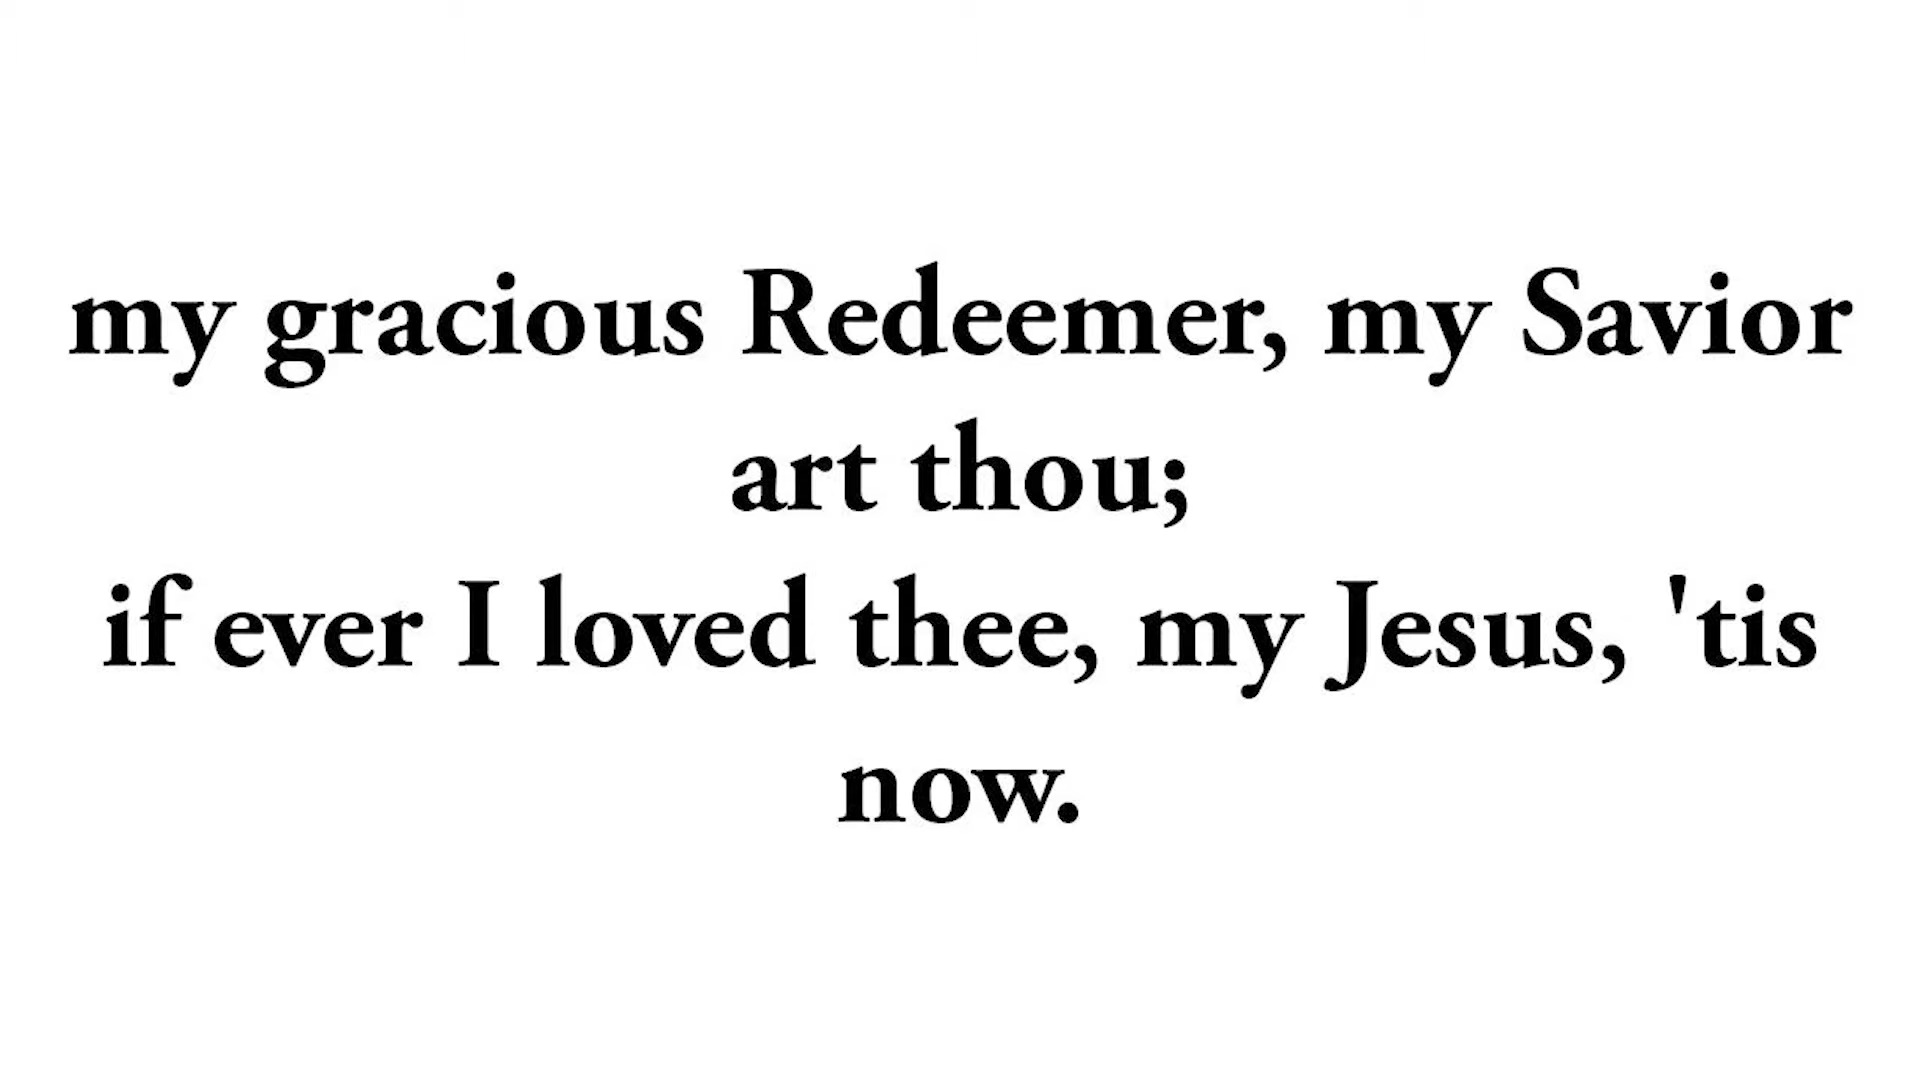 my gracious Redeemer, my Savior
art thou;
if ever I loved thee, my Jesus, 'tis
now.